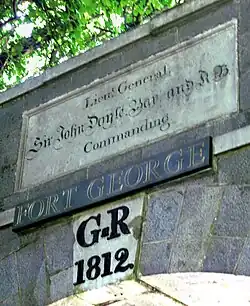 Lieut. General
Sir John Doyle Bar. and K.B
Commanding
FORT GEORGE
G.R
1812.